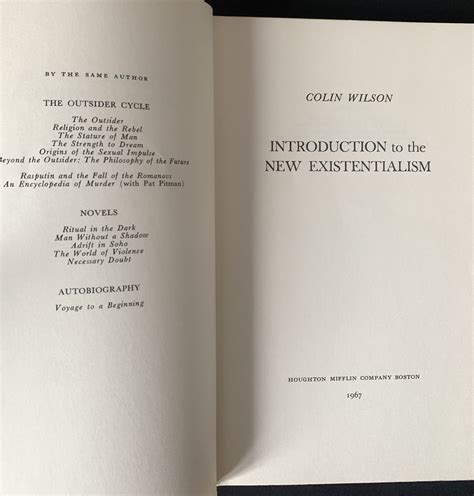 BY THE SAME AUTHOR
THE OUTSIDER CYCLE
The Outsider
Religion and the Rebel
The Stature of Man
The Strength to Dream
Origins of the Sexual Impulse
Beyond the Outsider: The Philosophy of the Future
Rasputin and the Fall of the Romanovs
An Encyclopedia of Murder (with Pat Pitman)
NOVELS
Ritual in the Dark
Man Without a Shadow
Adrift in Soho
The World of Violence
Necessary Doubt
AUTOBIOGRAPHY
Voyage to a Beginning
COLIN WILSON
INTRODUCTION to the
NEW EXISTENTIALISM
HOUGHTON MIFFLIN COMPANY BOSTON
1967